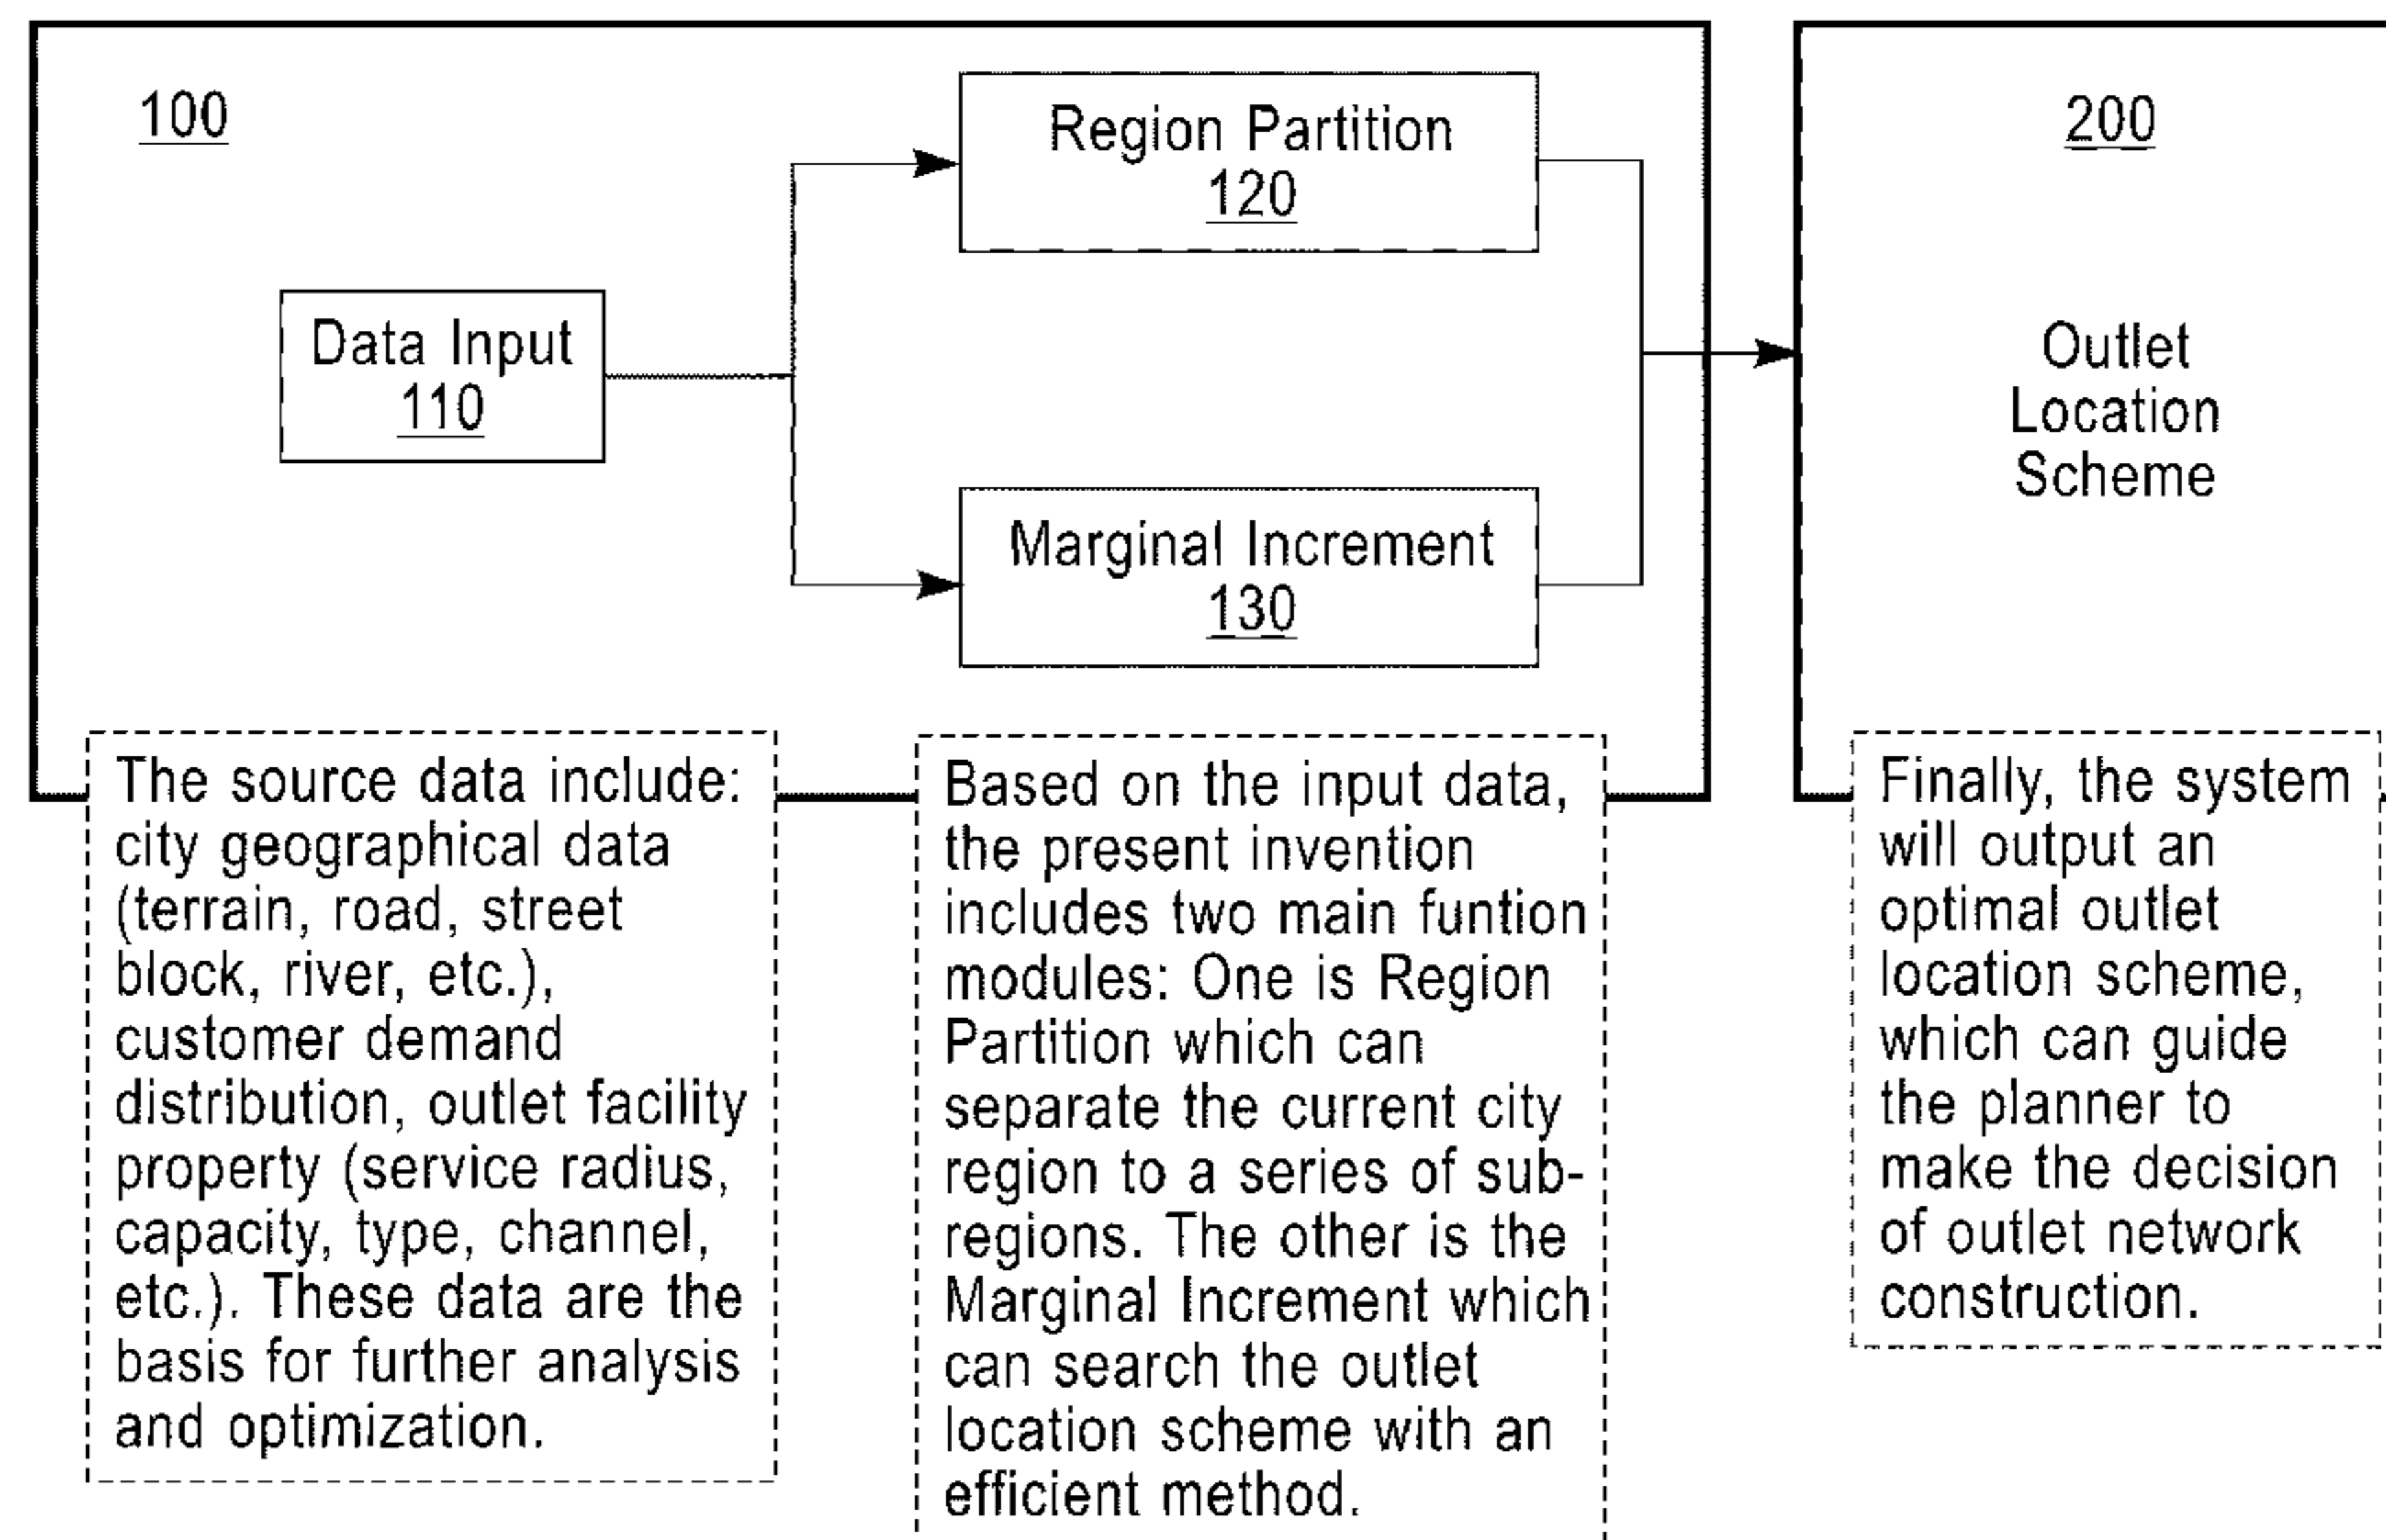 100
Region Partition
120
Data Input
110
Marginal Increment
130
200
Outlet
Location
Scheme
The source data include:
city geographical data
(terrain, road, street
block, river, etc.),
customer demand
distribution, outlet facility
property (service radius,
capacity, type, channel,
etc.). These data are the
basis for further analysis
and optimization.
Based on the input data,
the present invention
includes two main funtion
modules: One is Region
Partition which can
separate the current city
region to a series of sub-
regions. The other is the
Marginal Increment which
can search the outlet
location scheme with an
efficient method.
Finally, the system
will output an
optimal outlet
location scheme,
which can guide
the planner to
make the decision
of outlet network
construction.